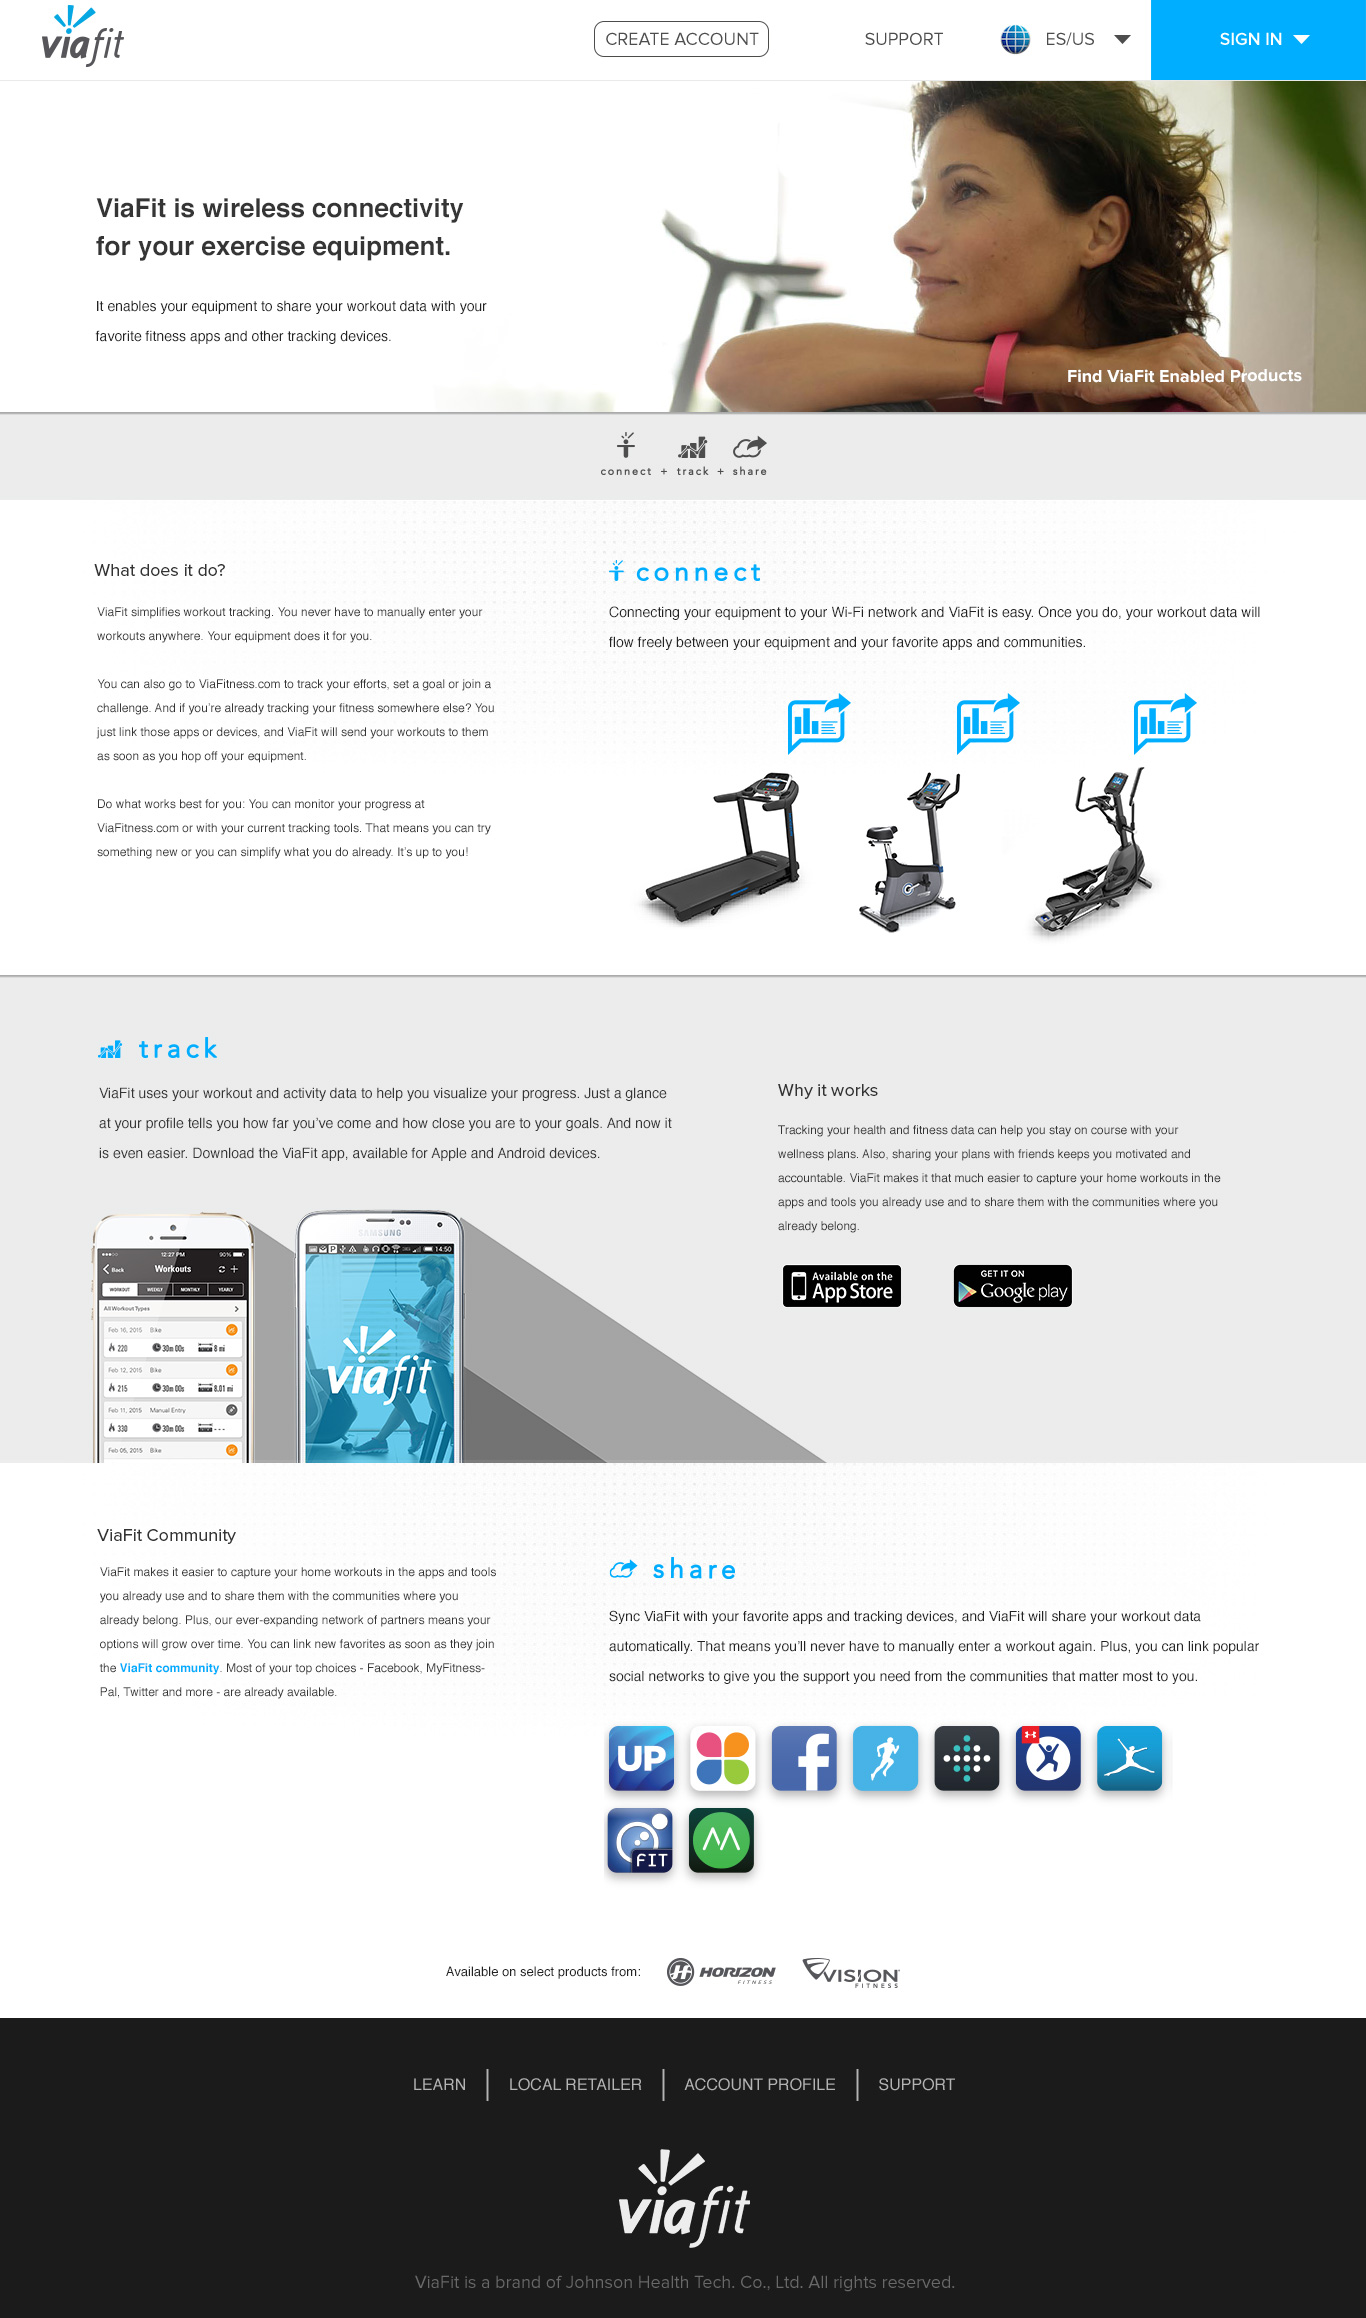 viafit
CREATE ACCOUNT
SUPPORT
ES/US
SIGN IN
ViaFit is wireless connectivity
for your exercise equipment.
It enables your equipment to share your workout data with your
favorite fitness apps and other tracking devices.
Find ViaFit Enabled Products
connect + track + share
What does it do?
ViaFit simplifies workout tracking. You never have to manually enter your
workouts anywhere. Your equipment does it for you.
You can also go to ViaFitness.com to track your efforts, set a goal or join a
challenge. And if you're already tracking your fitness somewhere else? You
just link those apps or devices, and ViaFit will send your workouts to them
as soon as you hop off your equipment.
Do what works best for you: You can monitor your progress at
ViaFitness.com or with your current tracking tools. That means you can try
something new or you can simplify what you do already. It's up to you!
connect
Connecting your equipment to your Wi-Fi network and ViaFit is easy. Once you do, your workout data will
flow freely between your equipment and your favorite apps and communities.
track
ViaFit uses your workout and activity data to help you visualize your progress. Just a glance
at your profile tells you how far you've come and how close you are to your goals. And now it
is even easier. Download the ViaFit app, available for Apple and Android devices.
12:27 PM 90%
Back Workouts
WORKOUT WEEKLY MONTHLY YEARLY
All Workout Types
Feb 16, 2015 Bike
220 30m 00s 8 mi
Feb 12, 2015 Bike
215 30m 00s 8.01 mi
Feb 11, 2015 Manual Entry
330 30m 00s ---
Feb 05, 2015 Bike
SAMSUNG
14:50
viafit
Why it works
Tracking your health and fitness data can help you stay on course with your
wellness plans. Also, sharing your plans with friends keeps you motivated and
accountable. ViaFit makes it that much easier to capture your home workouts in the
apps and tools you already use and to share them with the communities where you
already belong.
Available on the
App Store
GET IT ON
Google play
ViaFit Community
ViaFit makes it easier to capture your home workouts in the apps and tools
you already use and to share them with the communities where you
already belong. Plus, our ever-expanding network of partners means your
options will grow over time. You can link new favorites as soon as they join
the ViaFit community. Most of your top choices - Facebook, MyFitness-
Pal, Twitter and more - are already available.
share
Sync ViaFit with your favorite apps and tracking devices, and ViaFit will share your workout data
automatically. That means you'll never have to manually enter a workout again. Plus, you can link popular
social networks to give you the support you need from the communities that matter most to you.
UP
f
FIT
Available on select products from:
HORIZON
FITNESS
VISION
FITNESS
LEARN
LOCAL RETAILER
ACCOUNT PROFILE
SUPPORT
viafit
ViaFit is a brand of Johnson Health Tech. Co., Ltd. All rights reserved.